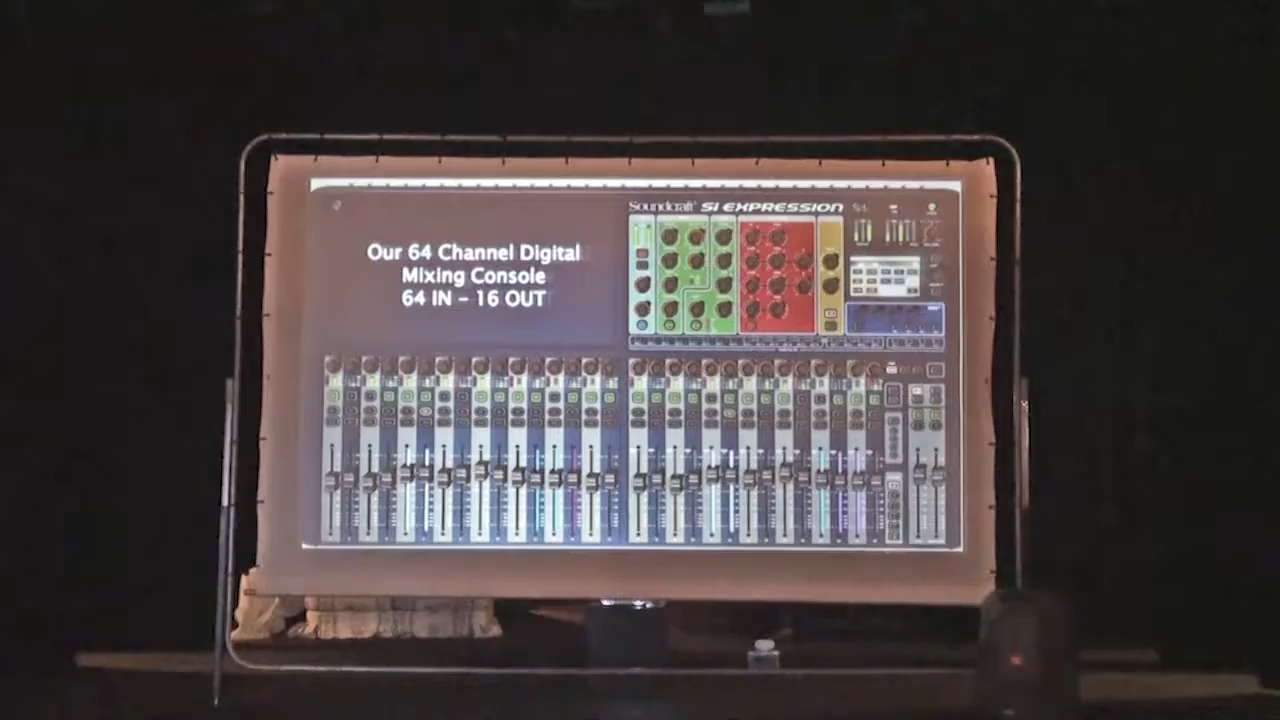 Our 64 Channel Digital
Mixing Console
64 IN – 16 OUT
Soundcraft Si EXPRESSION